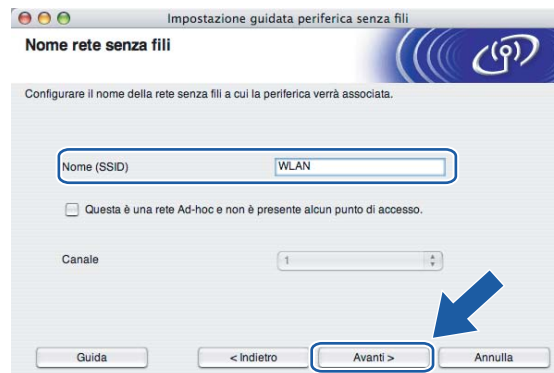 Impostazione guidata periferica senza fili
Nome rete senza fili
Configurare il nome della rete senza fili a cui la periferica verrà associata.
Nome (SSID) WLAN
Questa è una rete Ad-hoc e non è presente alcun punto di accesso.
Canale 1
Guida < Indietro Avanti > Annulla